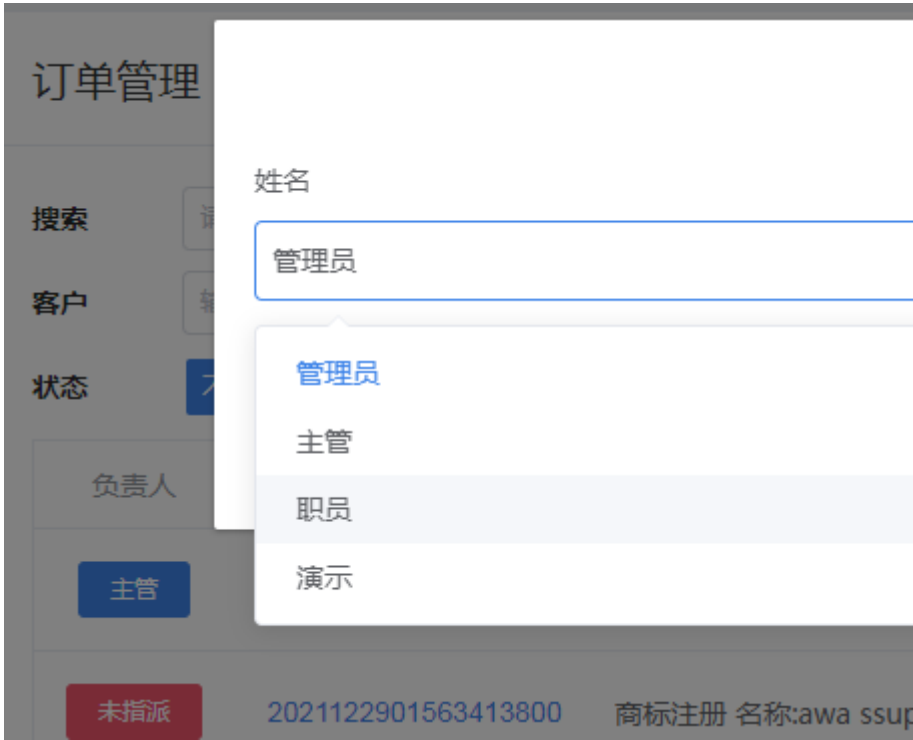 订单管理
姓名
搜索
管理员
客户
管理员
状态
主管
负责人
职员
演示
主管
未指派 2021122901563413800 商标注册 名称:awa ssup